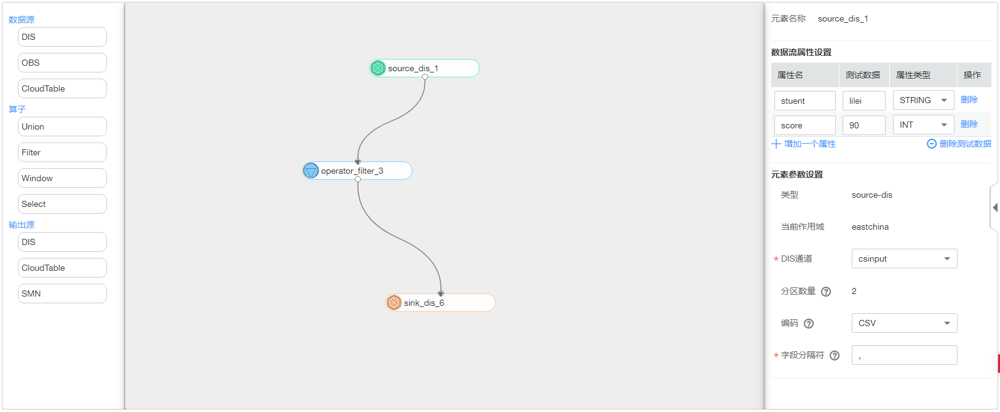 数据源
DIS
OBS
CloudTable
算子
Union
Filter
Window
Select
输出源
DIS
CloudTable
SMN
source_dis_1
operator_filter_3
sink_dis_6
元素名称 source_dis_1
数据流属性设置
属性名 测试数据 属性类型 操作
stuent lilei STRING 删除
score 90 INT 删除
增加一个属性 删除测试数据
元素参数设置
类型 source-dis
当前作用域 eastchina
* DIS通道 csinput
分区数量 ? 2
编码 ? CSV
* 字段分隔符 ? ,